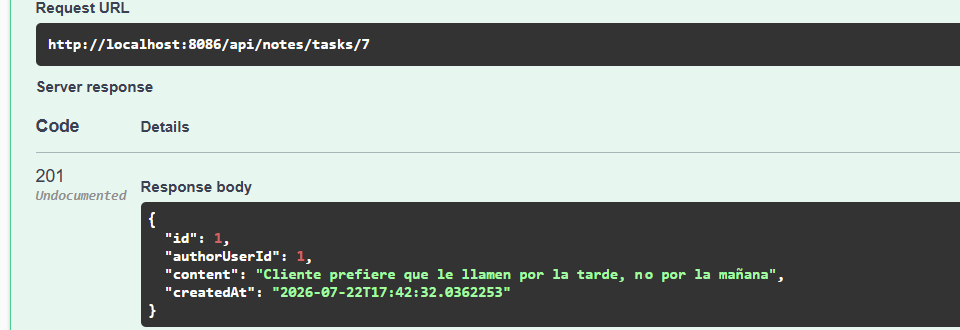 Request URL
http://localhost:8086/api/notes/tasks/7
Server response
Code Details
201
Undocumented
Response body
{
"id": 1,
"authorUserId": 1,
"content": "Cliente prefiere que le llamen por la tarde, no por la mañana",
"createdAt": "2026-07-22T17:42:32.0362253"
}